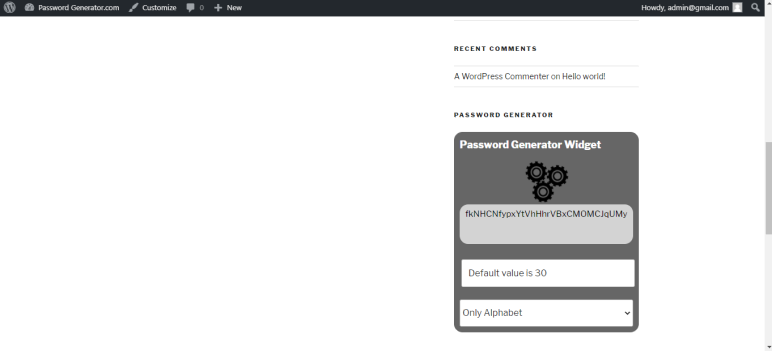 Password Generator.com Customize 0 New Howdy, admin@gmail.com
RECENT COMMENTS
A WordPress Commenter on Hello world!
PASSWORD GENERATOR
Password Generator Widget
fkNHCNfypxYtVhHhrVBxCMOMCJqUMy
Default value is 30
Only Alphabet